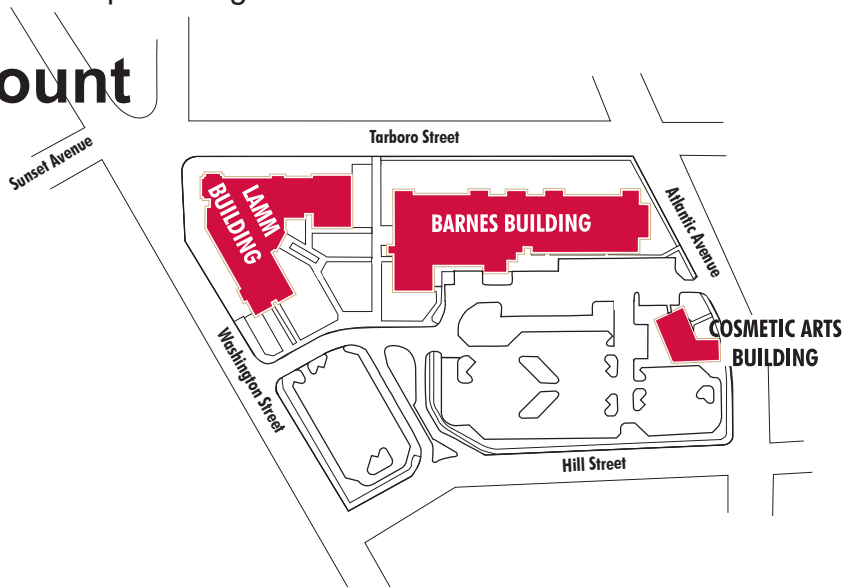 ount
Tarboro Street
Sunset Avenue
LAMM
BUILDING
BARNES BUILDING
Atlantic Avenue
COSMETIC ARTS
BUILDING
Washington Street
Hill Street